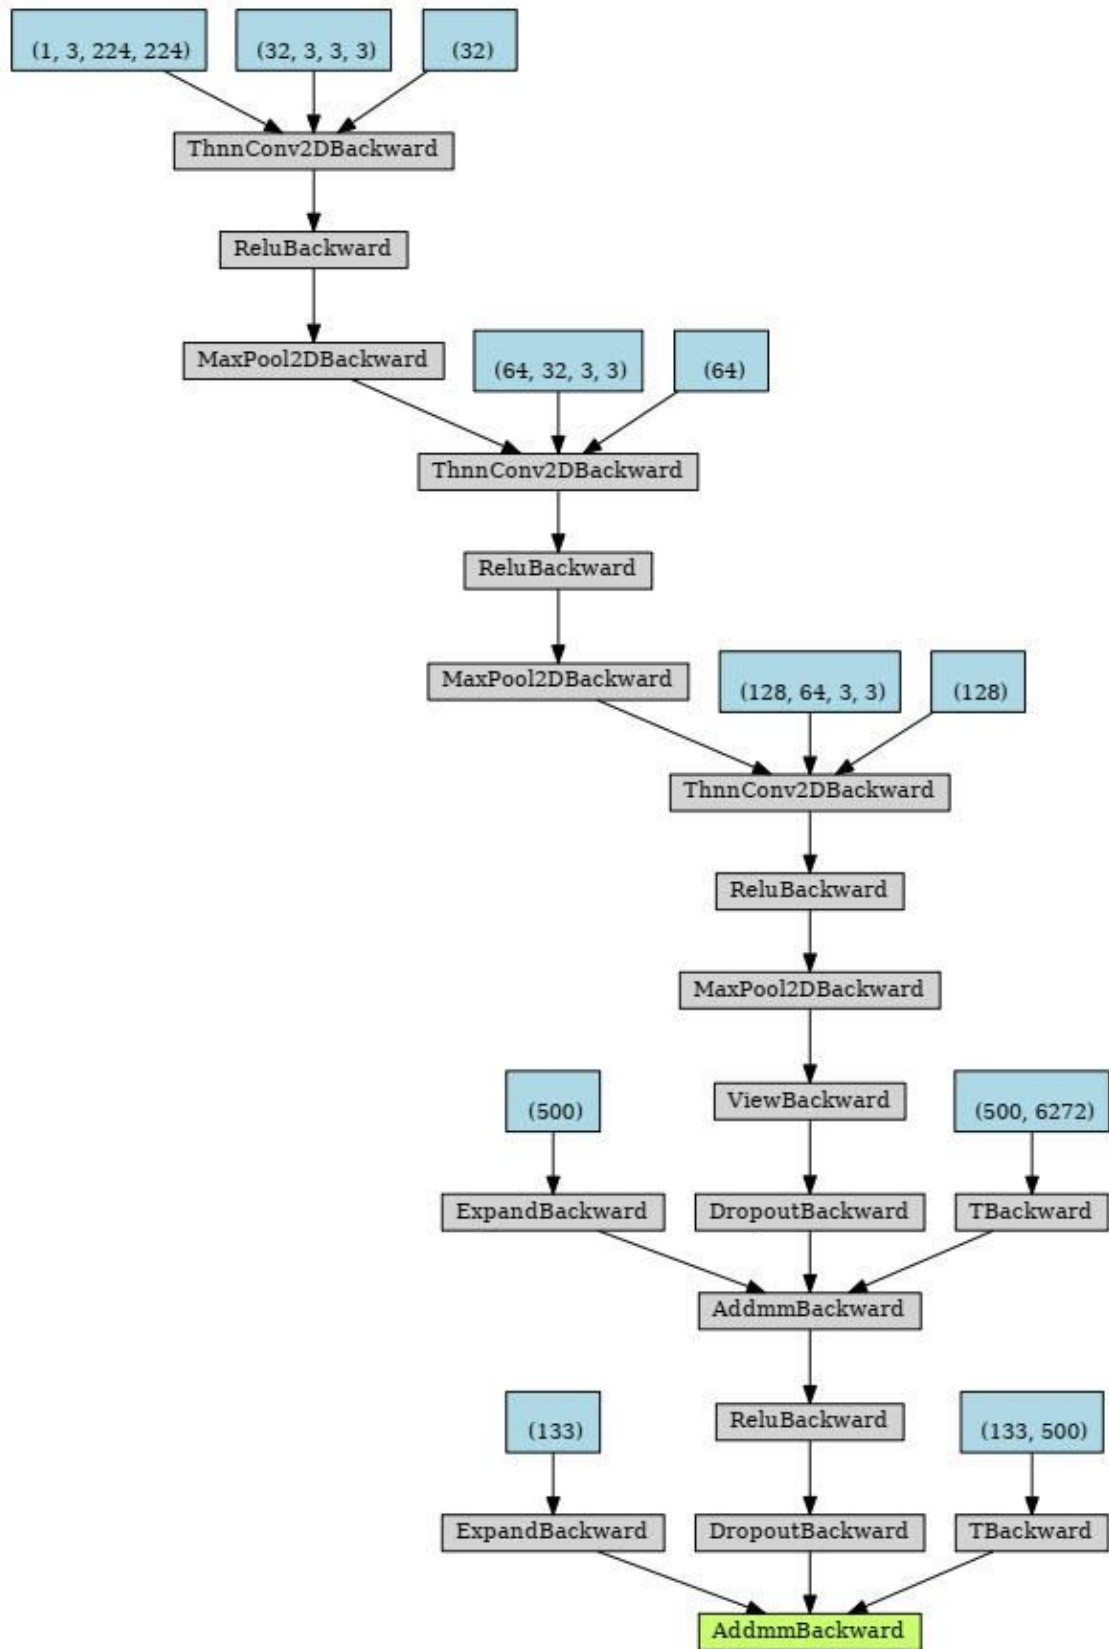 (1, 3, 224, 224) (32, 3, 3, 3) (32)
ThnnConv2DBackward
ReluBackward
MaxPool2DBackward (64, 32, 3, 3) (64)
ThnnConv2DBackward
ReluBackward
MaxPool2DBackward (128, 64, 3, 3) (128)
ThnnConv2DBackward
ReluBackward
MaxPool2DBackward
(500) ViewBackward (500, 6272)
ExpandBackward DropoutBackward TBackward
AddmmBackward
(133) ReluBackward (133, 500)
ExpandBackward DropoutBackward TBackward
AddmmBackward